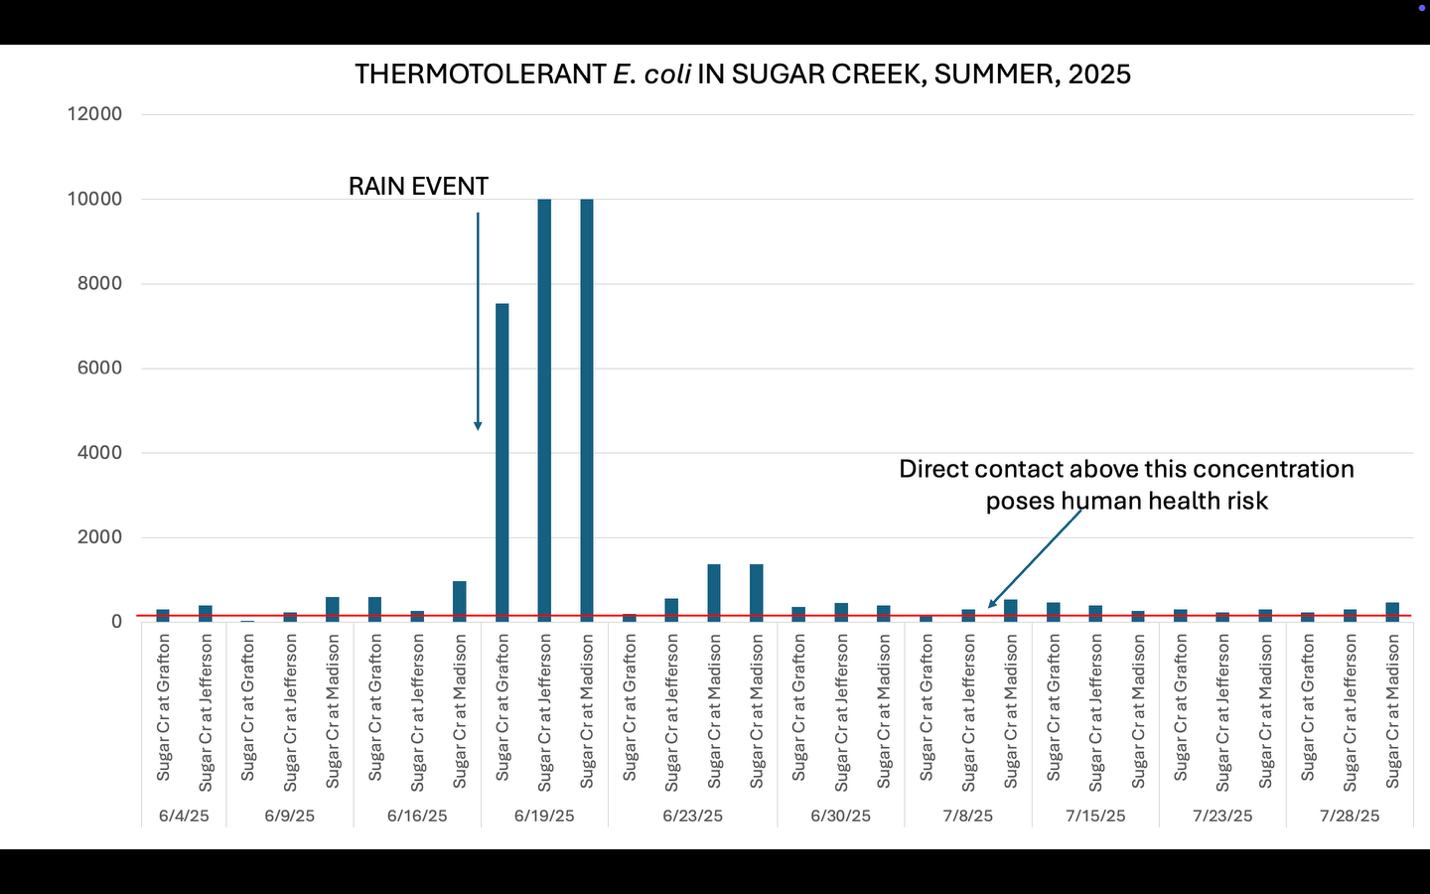 THERMOTOLERANT E. coli IN SUGAR CREEK, SUMMER, 2025
12000
10000
8000
6000
4000
2000
0
RAIN EVENT
Direct contact above this concentration
poses human health risk
Sugar Cr at Grafton
Sugar Cr at Jefferson
Sugar Cr at Grafton
Sugar Cr at Jefferson
Sugar Cr at Madison
Sugar Cr at Grafton
Sugar Cr at Jefferson
Sugar Cr at Madison
Sugar Cr at Grafton
Sugar Cr at Jefferson
Sugar Cr at Madison
Sugar Cr at Grafton
Sugar Cr at Jefferson
Sugar Cr at Madison
Sugar Cr at Madison
Sugar Cr at Grafton
Sugar Cr at Jefferson
Sugar Cr at Madison
Sugar Cr at Grafton
Sugar Cr at Jefferson
Sugar Cr at Madison
Sugar Cr at Grafton
Sugar Cr at Jefferson
Sugar Cr at Madison
Sugar Cr at Grafton
Sugar Cr at Jefferson
Sugar Cr at Madison
Sugar Cr at Grafton
Sugar Cr at Jefferson
Sugar Cr at Madison
6/4/25
6/9/25
6/16/25
6/19/25
6/23/25
6/30/25
7/8/25
7/15/25
7/23/25
7/28/25